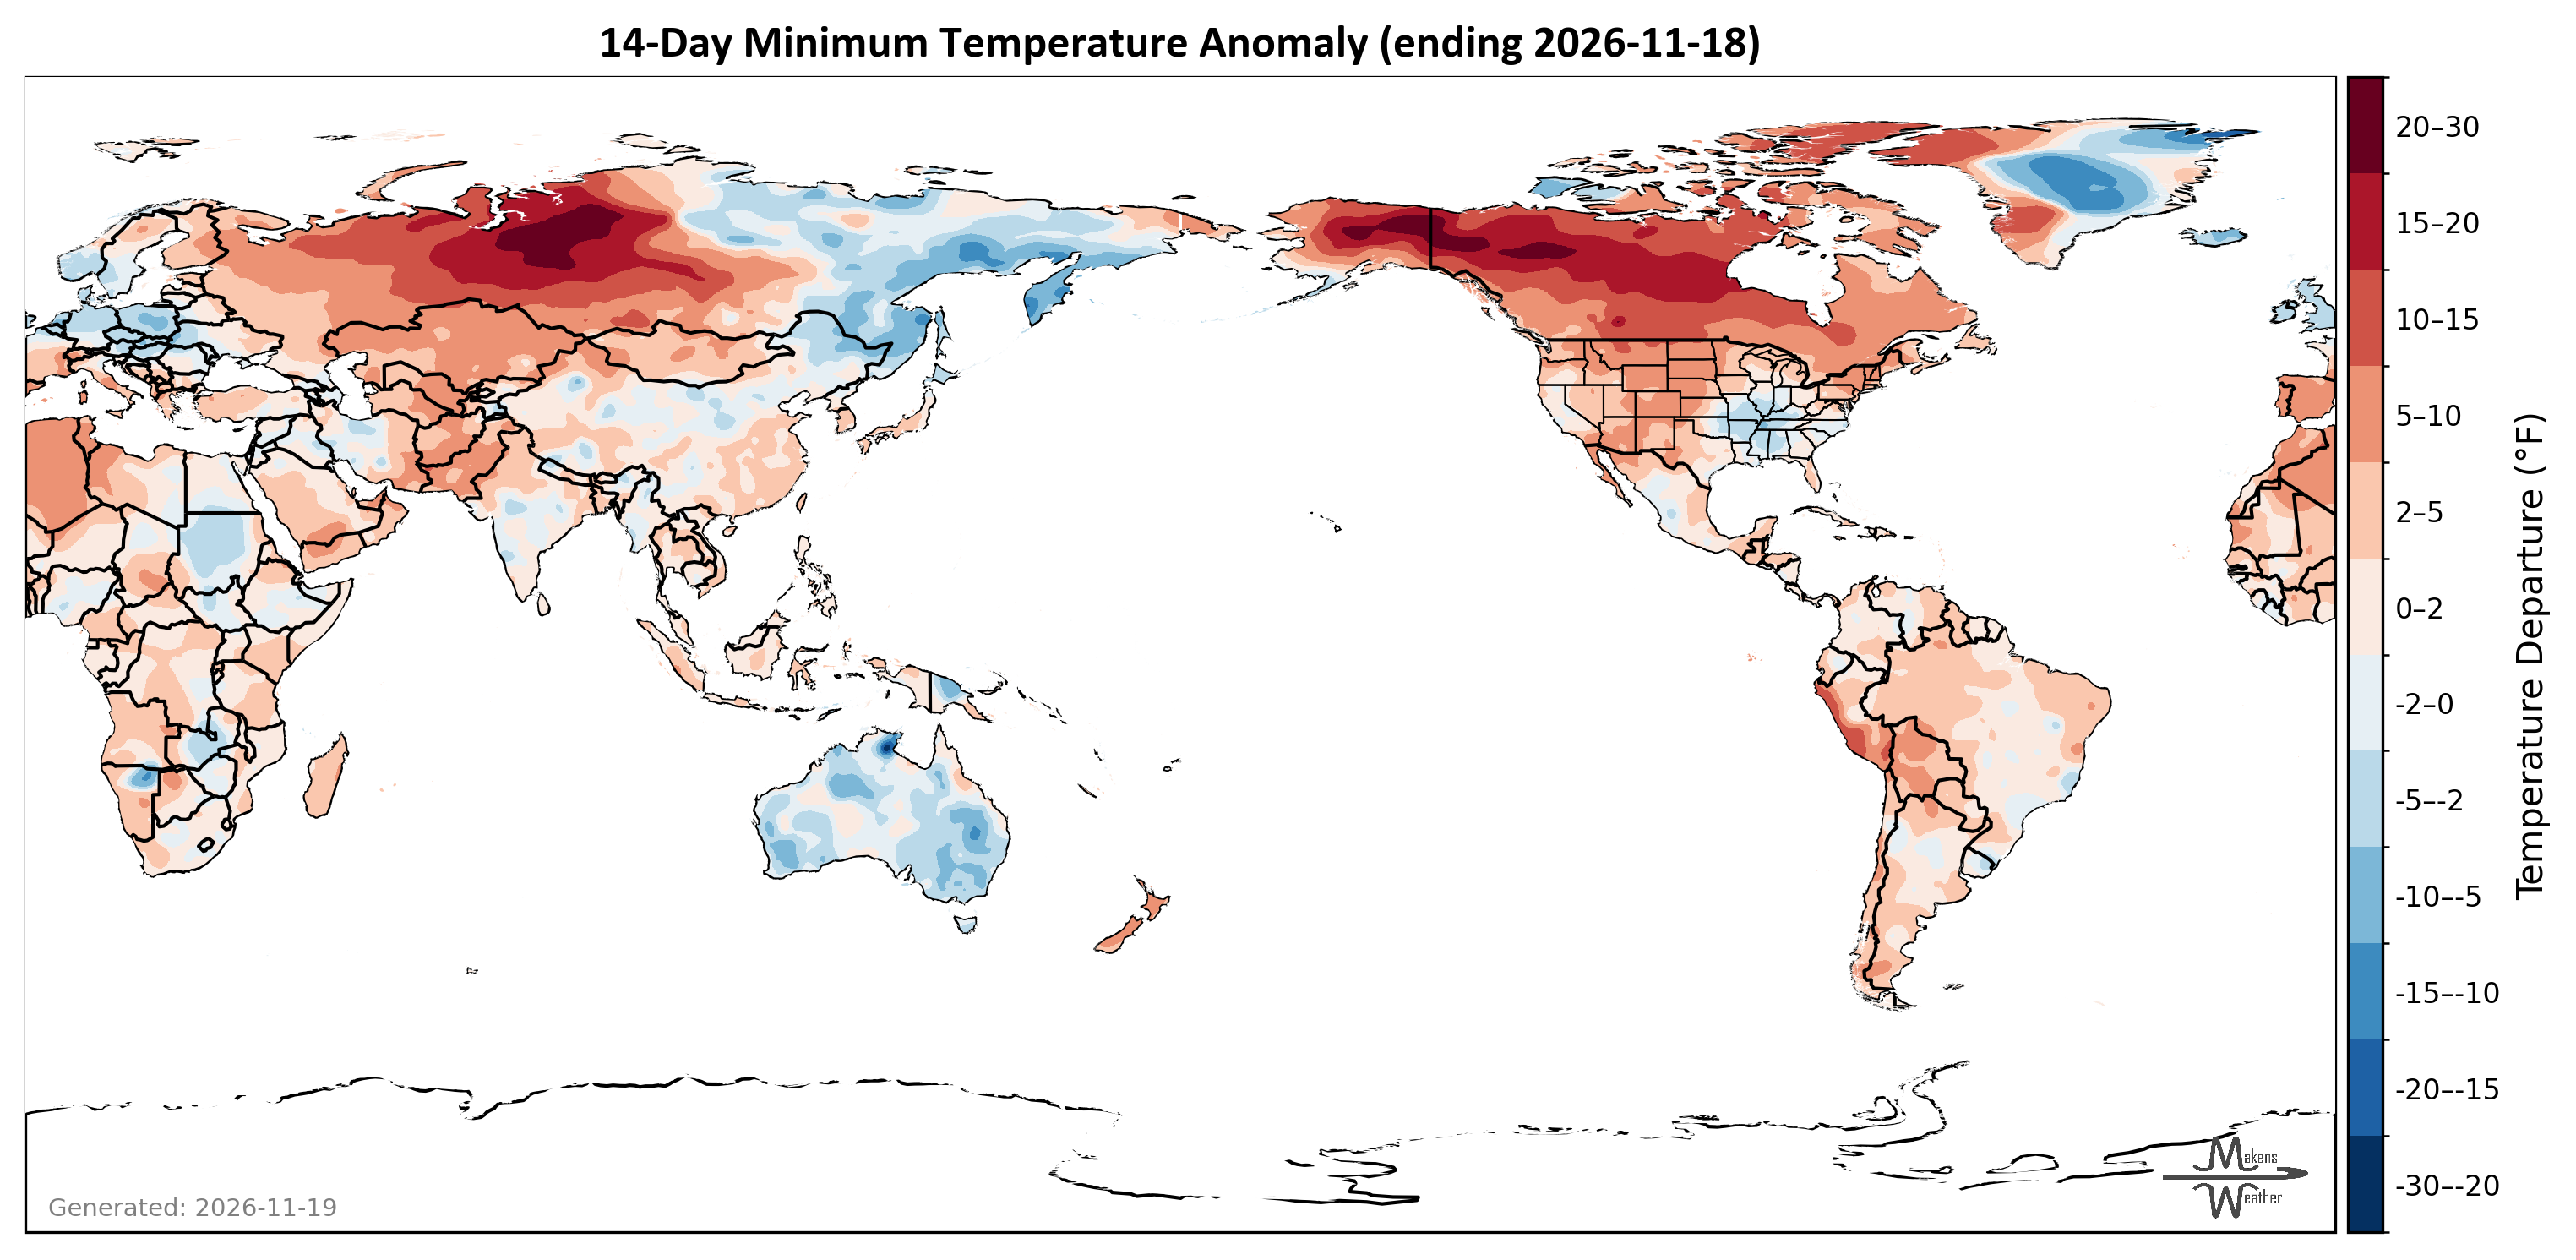 14-Day Minimum Temperature Anomaly (ending 2026-11-18)
20–30
15–20
10–15
5–10
2–5
0–2
-2–0
-5–-2
-10–-5
-15–-10
-20–-15
-30–-20
Temperature Departure (°F)
Generated: 2026-11-19
Makens
Weather